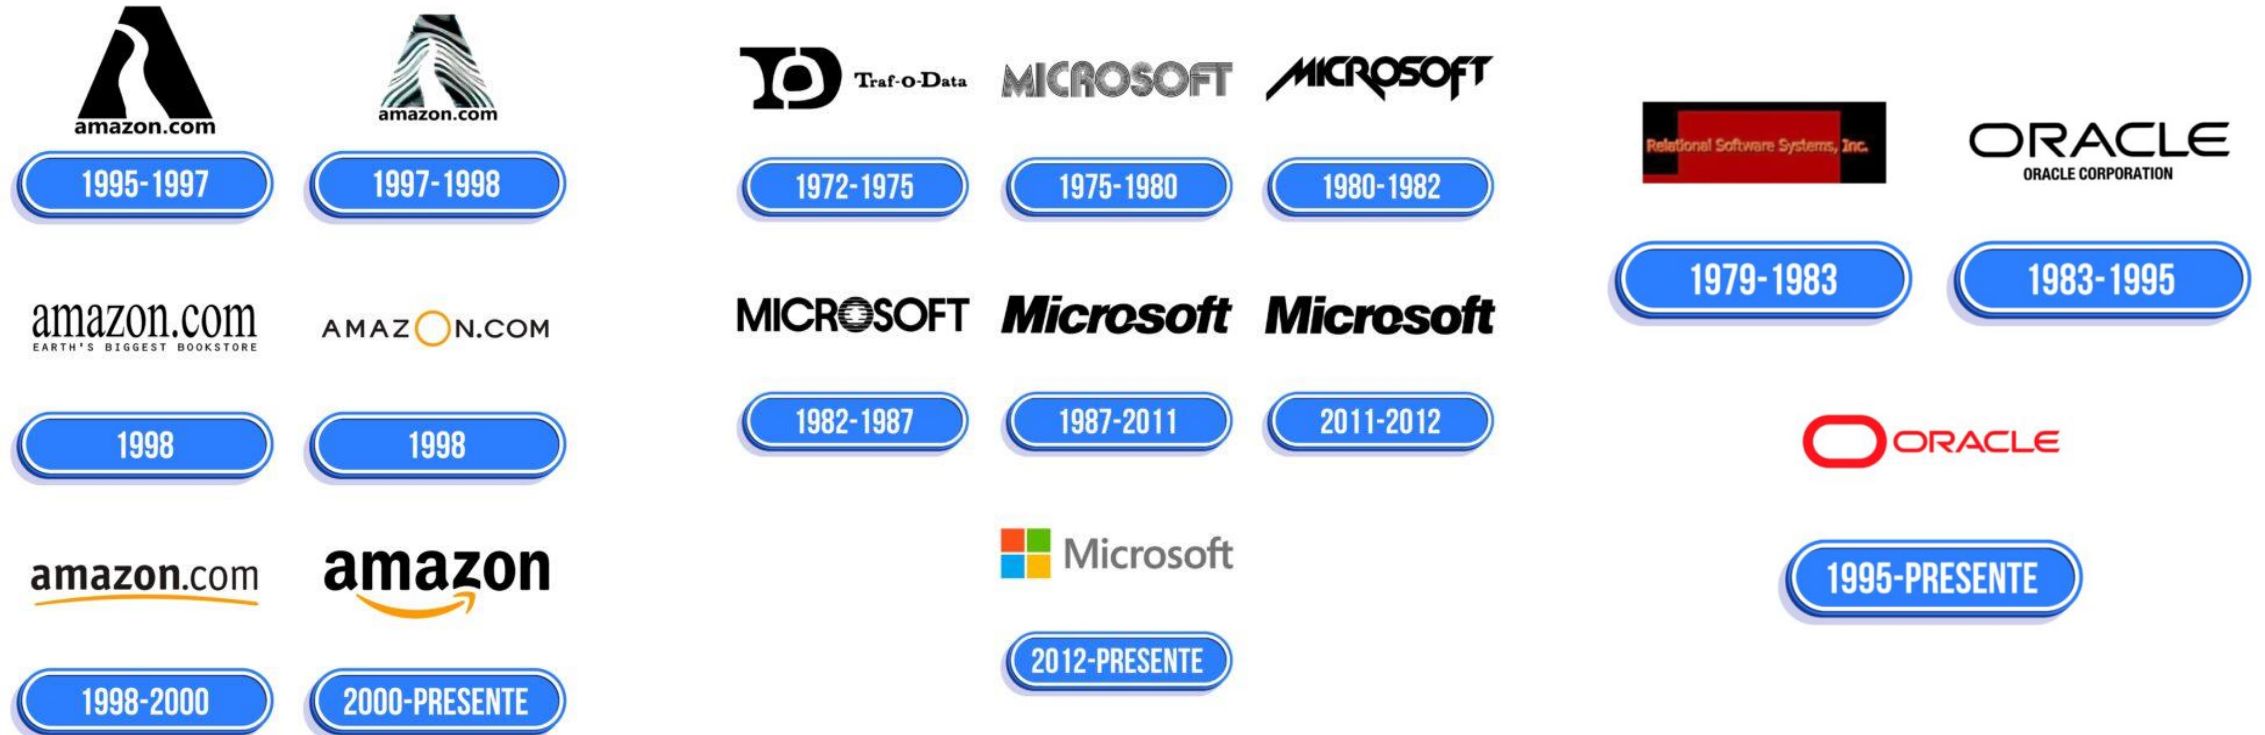 amazon.com
1995-1997
amazon.com
1997-1998
amazon.com
EARTH'S BIGGEST BOOKSTORE
1998
AMAZON.COM
1998
amazon.com
1998-2000
amazon
2000-PRESENTE
Traf-o-Data
1972-1975
MICROSOFT
1975-1980
MICROSOFT
1980-1982
MICROSOFT
1982-1987
Microsoft
1987-2011
Microsoft
2011-2012
Microsoft
2012-PRESENTE
Relational Software Systems, Inc.
1979-1983
ORACLE
ORACLE CORPORATION
1983-1995
ORACLE
1995-PRESENTE